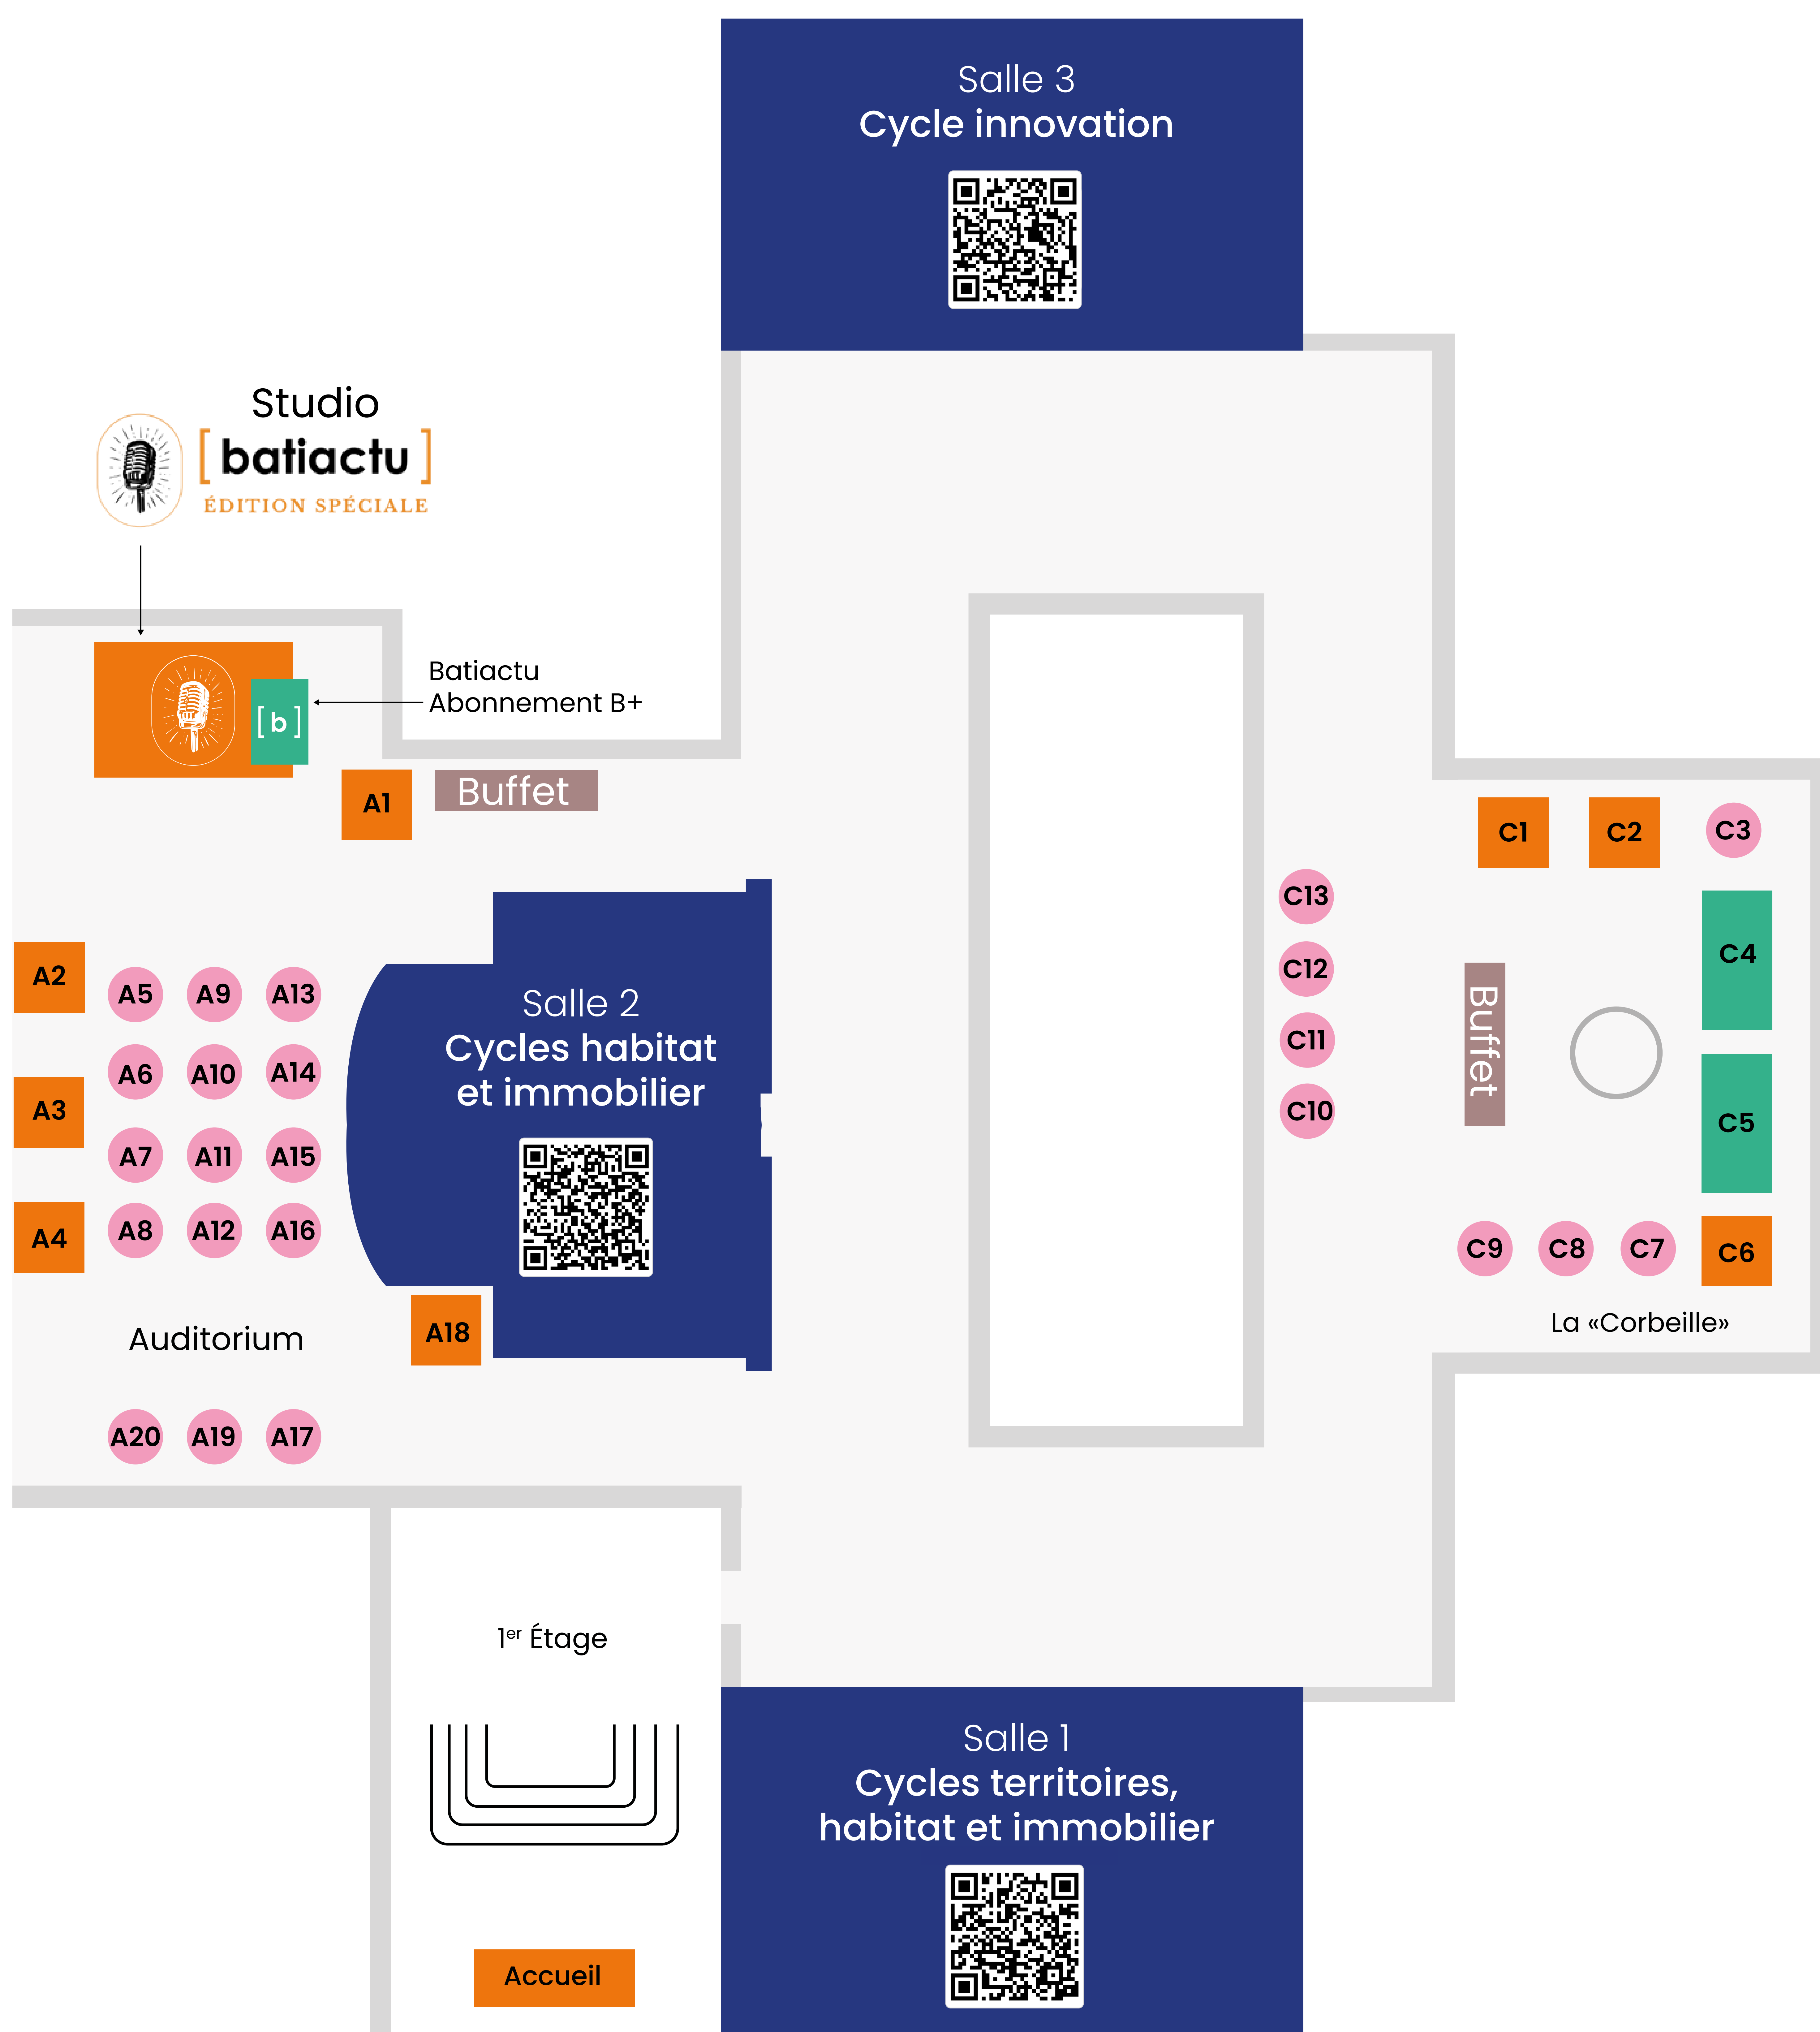 Salle 3
Cycle innovation
Studio
[ batiactu ]
ÉDITION SPÉCIALE
Batiactu
Abonnement B+
[ b ]
A1
Buffet
C1
C2
C3
C13
C4
A2
A5
A9
A13
C12
Salle 2
Cycles habitat
et immobilier
Buffet
A6
A10
A14
C11
A3
C10
C5
A7
A11
A15
A4
A8
A12
A16
C9
C8
C7
C6
La «Corbeille»
Auditorium
A18
A20
A19
A17
1er Étage
Salle 1
Cycles territoires,
habitat et immobilier
Accueil